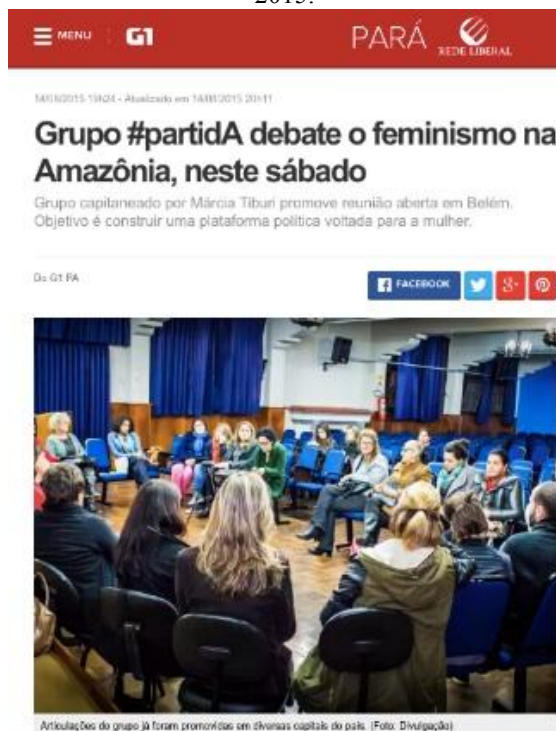 2015.
MENU G1 PARÁ REDE LIBERAL
14/08/2015 19h24 - Atualizado em 14/08/2015 20h11
Grupo #partidA debate o feminismo na
Amazônia, neste sábado
Grupo capitaneado por Márcia Tiburi promove reunião aberta em Belém.
Objetivo é construir uma plataforma política voltada para a mulher.
Do G1 PA
FACEBOOK
Articulações do grupo já foram promovidas em diversas capitais do país. (Foto: Divulgação)